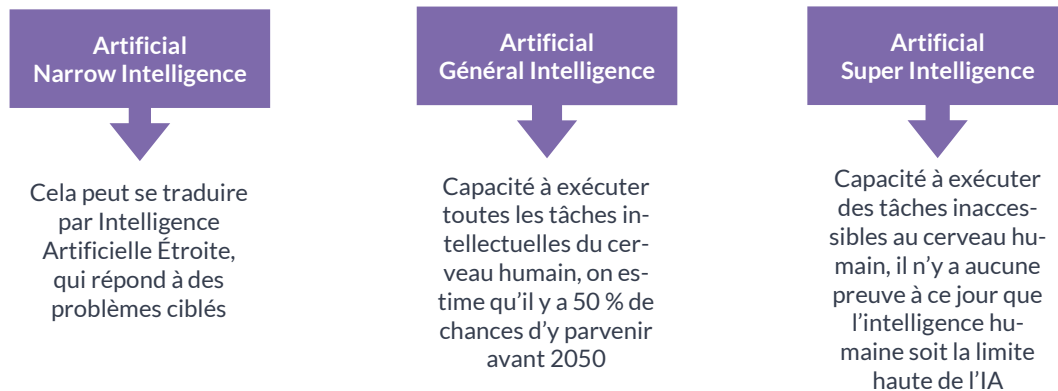 Artificial
Narrow Intelligence
Cela peut se traduire
par Intelligence
Artificielle Étroite,
qui répond à des
problèmes ciblés
Artificial
Général Intelligence
Capacité à exécuter
toutes les tâches in-
tellectuelles du cer-
veau humain, on es-
time qu’il y a 50 % de
chances d’y parvenir
avant 2050
Artificial
Super Intelligence
Capacité à exécuter
des tâches inacces-
sibles au cerveau hu-
main, il n’y a aucune
preuve à ce jour que
l’intelligence hu-
maine soit la limite
haute de l’IA